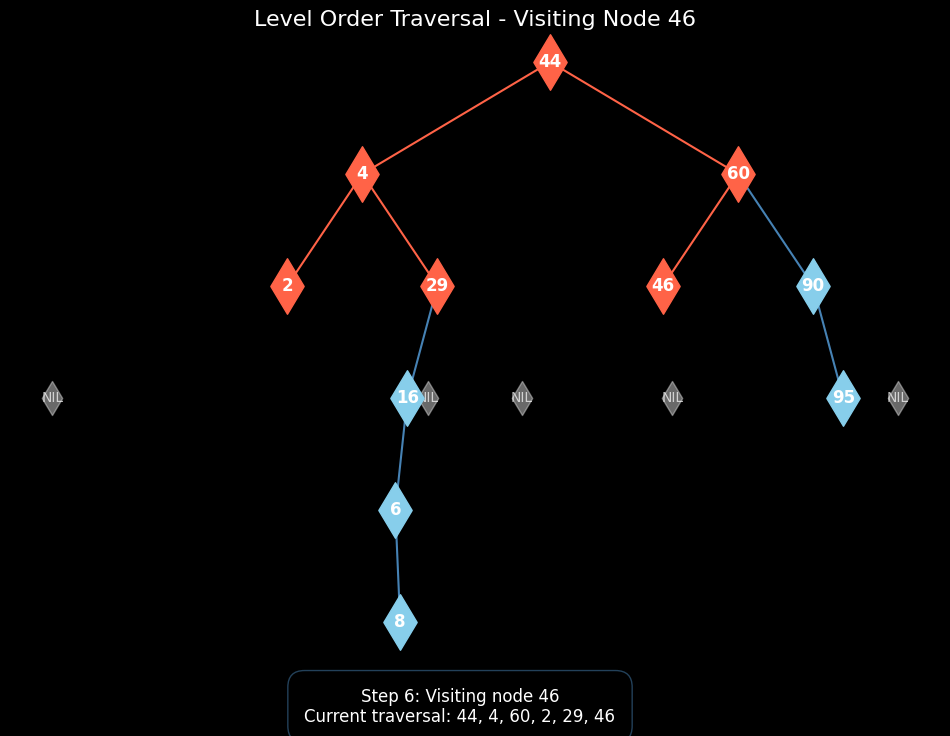 Level Order Traversal - Visiting Node 46
44
4
60
2
29
46
90
NIL
16
NIL
NIL
NIL
95
NIL
6
8
Step 6: Visiting node 46
Current traversal: 44, 4, 60, 2, 29, 46